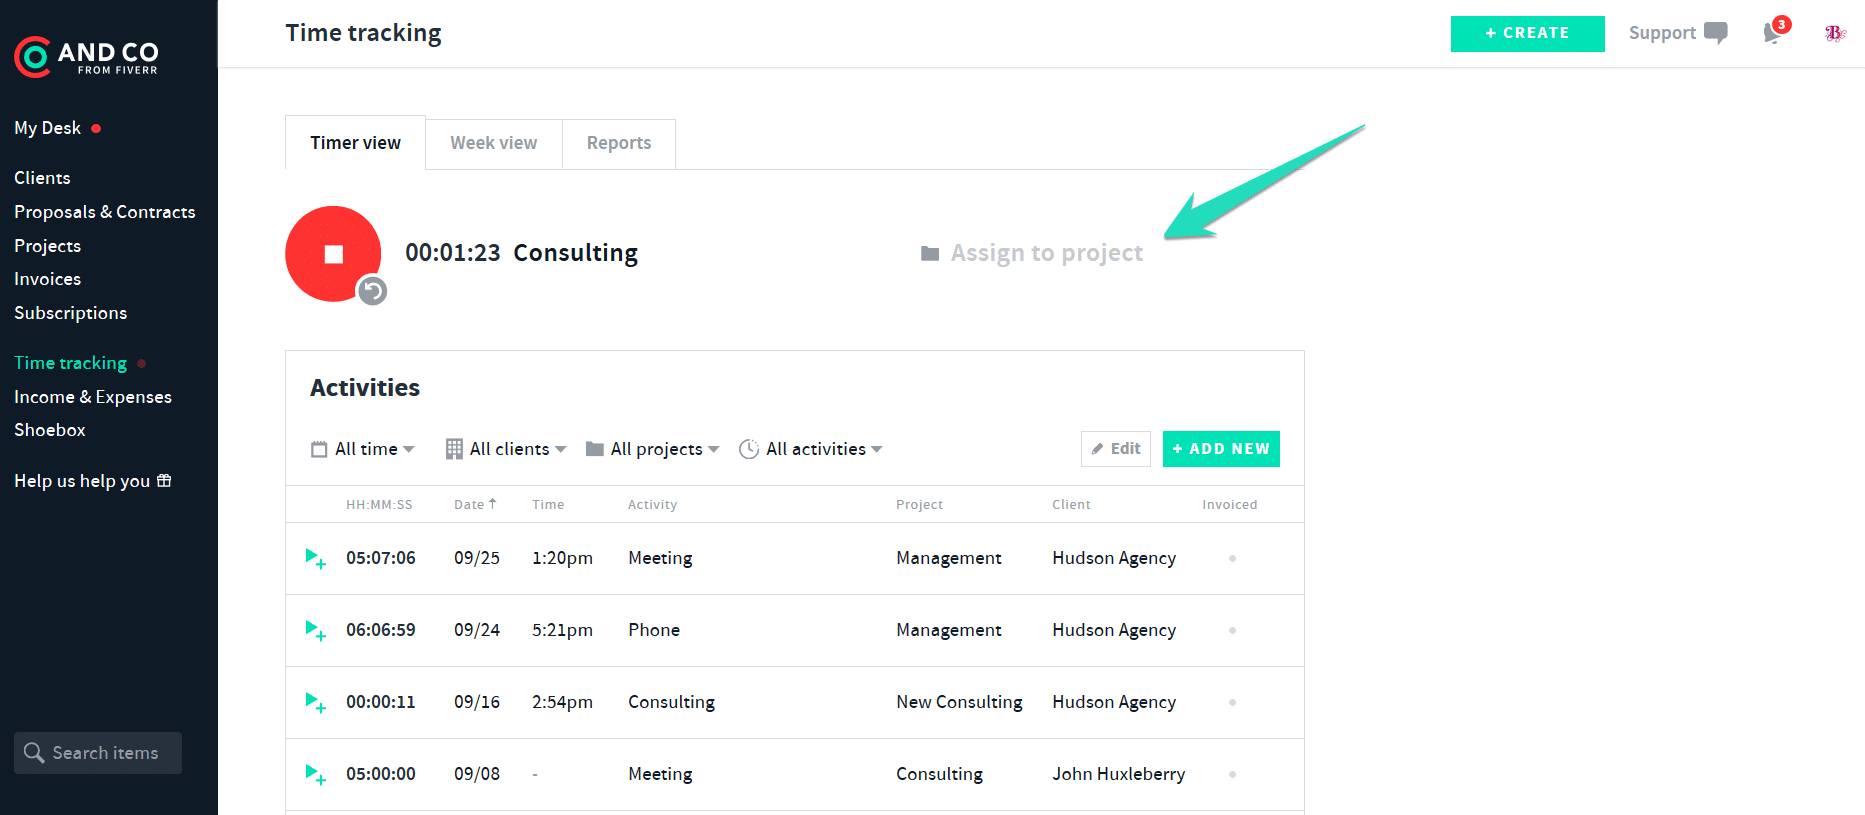 AND CO
FROM FIVERR
My Desk
Clients
Proposals & Contracts
Projects
Invoices
Subscriptions
Time tracking
Income & Expenses
Shoebox
Help us help you
Search items
Time tracking
+ CREATE
Support
3
B
Timer view
Week view
Reports
00:01:23 Consulting
Assign to project
Activities
All time
All clients
All projects
All activities
Edit
+ ADD NEW
HH:MM:SS Date Time Activity Project Client Invoiced
05:07:06 09/25 1:20pm Meeting Management Hudson Agency
06:06:59 09/24 5:21pm Phone Management Hudson Agency
00:00:11 09/16 2:54pm Consulting New Consulting Hudson Agency
05:00:00 09/08 - Meeting Consulting John Huxleberry